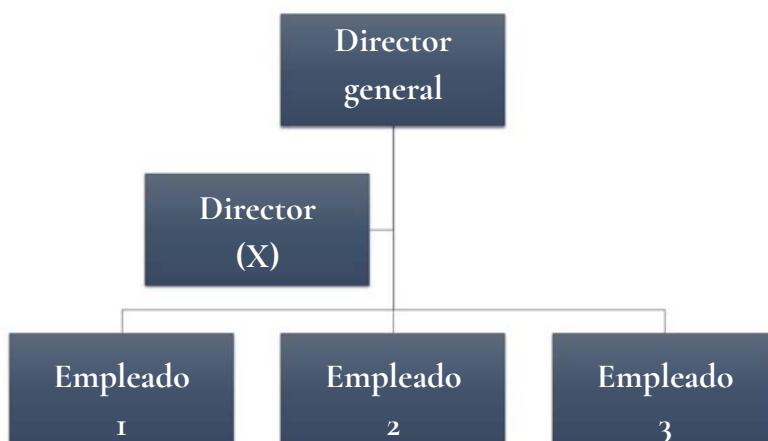 Director
general
Director
(X)
Empleado
1
Empleado
2
Empleado
3